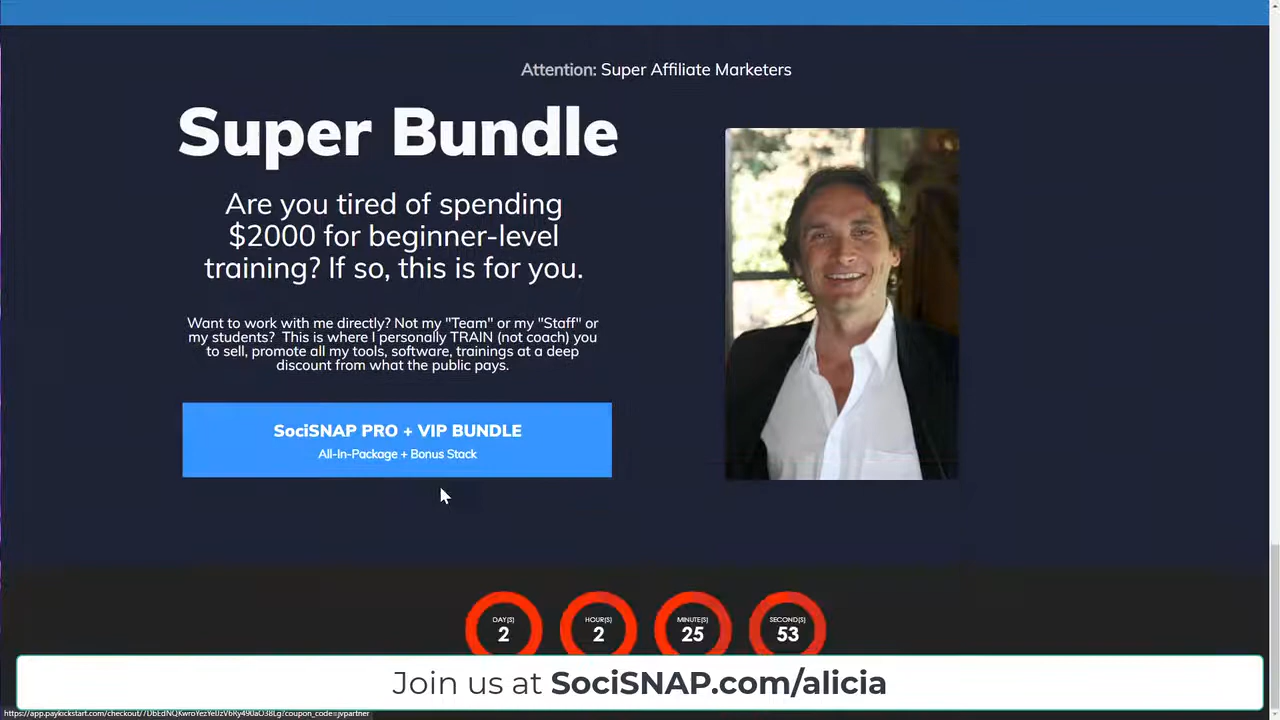 Attention: Super Affiliate Marketers
Super Bundle
Are you tired of spending
$2000 for beginner-level
training? If so, this is for you.
Want to work with me directly? Not my "Team" or my "Staff" or
my students?  This is where I personally TRAIN (not coach) you
to sell, promote all my tools, software, trainings at a deep
discount from what the public pays.
SociSNAP PRO + VIP BUNDLE
All-In-Package + Bonus Stack
DAY(S) HOUR(S) MINUTE(S) SECOND(S)
2 2 25 53
Join us at SociSNAP.com/alicia